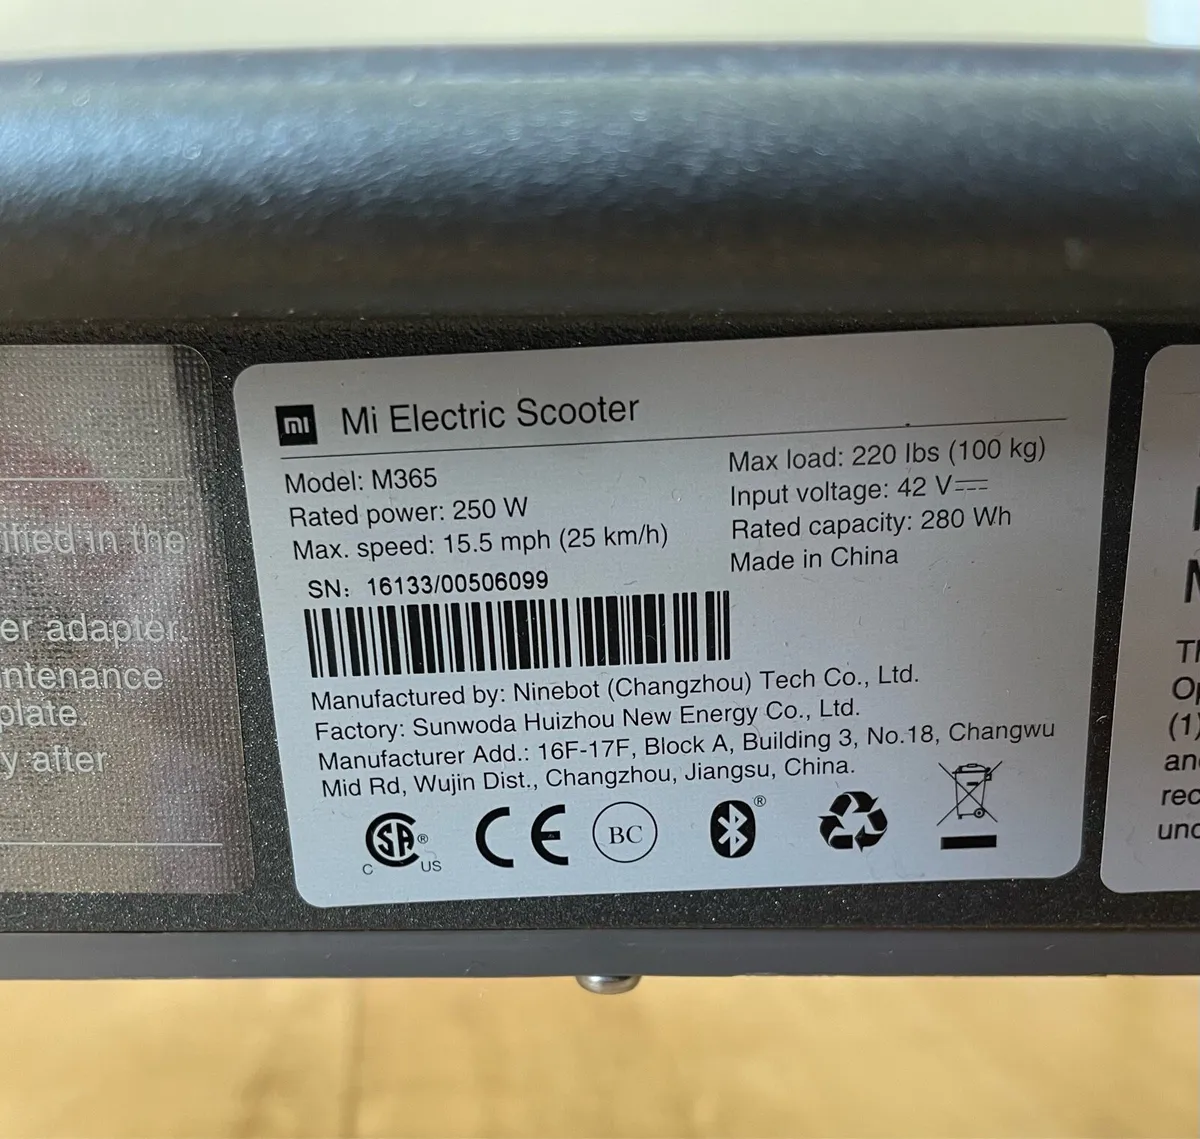 ified in the
er adapter.
ntenance
plate.
y after
mi Mi Electric Scooter
Model: M365
Rated power: 250 W
Max. speed: 15.5 mph (25 km/h)
Max load: 220 lbs (100 kg)
Input voltage: 42 V⎓
Rated capacity: 280 Wh
Made in China
SN: 16133/00506099
Manufactured by: Ninebot (Changzhou) Tech Co., Ltd.
Factory: Sunwoda Huizhou New Energy Co., Ltd.
Manufacturer Add.: 16F-17F, Block A, Building 3, No.18, Changwu
Mid Rd, Wujin Dist., Changzhou, Jiangsu, China.
C SA ® US CE BC ®
Th
Op
(1)
an
rec
und